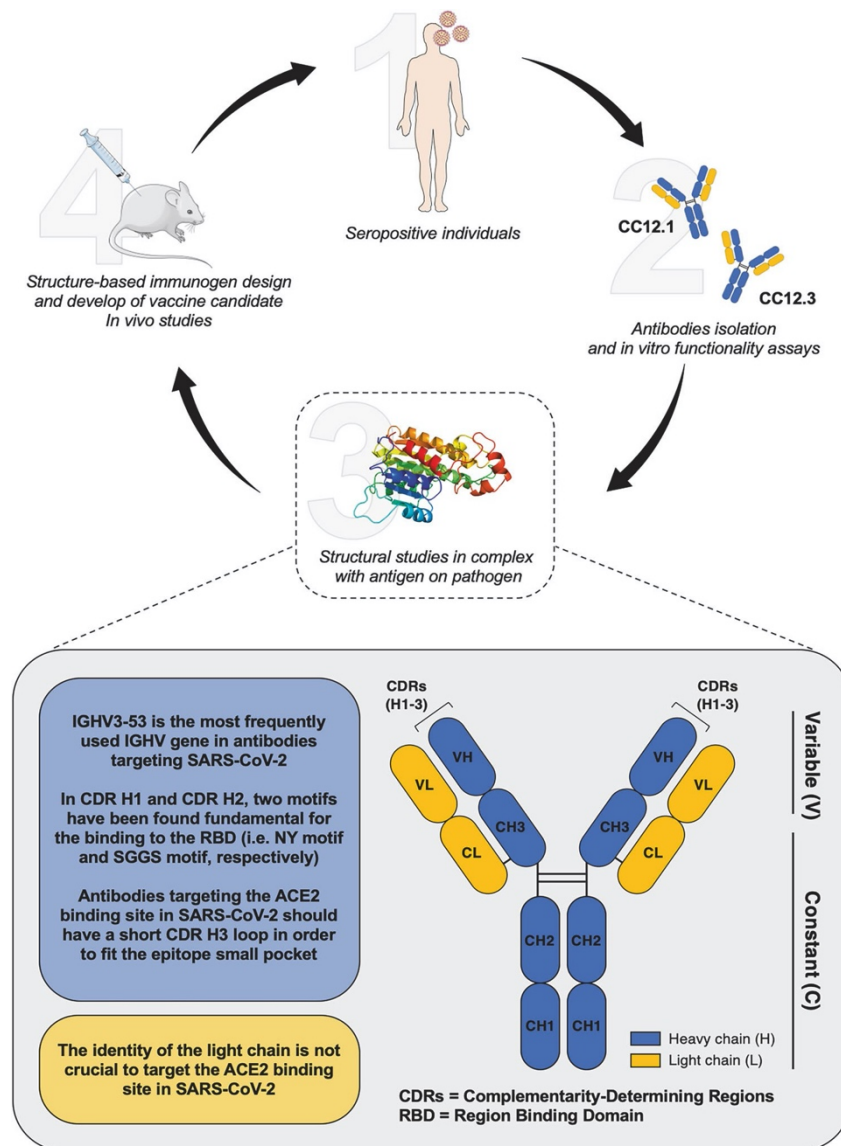 1
Seropositive individuals
2
CC12.1
CC12.3
Antibodies isolation
and in vitro functionality assays
3
Structural studies in complex
with antigen on pathogen
4
Structure-based immunogen design
and develop of vaccine candidate
In vivo studies
IGHV3-53 is the most frequently
used IGHV gene in antibodies
targeting SARS-CoV-2
In CDR H1 and CDR H2, two motifs
have been found fundamental for
the binding to the RBD (i.e. NY motif
and SGGS motif, respectively)
Antibodies targeting the ACE2
binding site in SARS-CoV-2 should
have a short CDR H3 loop in order
to fit the epitope small pocket
The identity of the light chain is not
crucial to target the ACE2 binding
site in SARS-CoV-2
CDRs
(H1-3)
CDRs
(H1-3)
VH
VH
VL
VL
CH3
CH3
CL
CL
CH2
CH2
CH1
CH1
Variable (V)
Constant (C)
Heavy chain (H)
Light chain (L)
CDRs = Complementarity-Determining Regions
RBD = Region Binding Domain